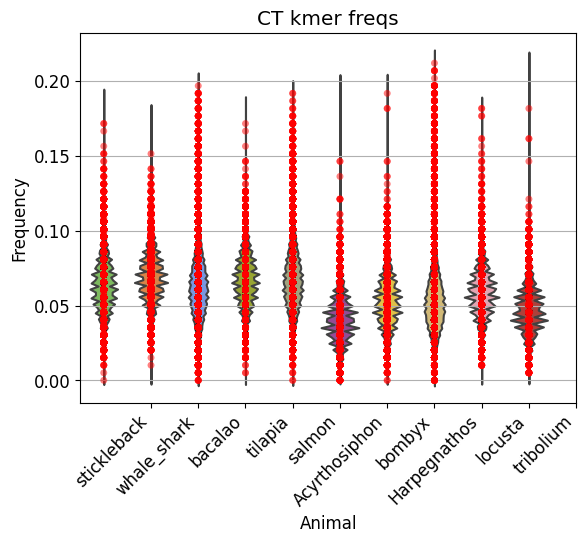 CT kmer freqs
Frequency
0.20
0.15
0.10
0.05
0.00
stickleback
whale_shark
bacalao
tilapia
salmon
Acyrthosiphon
bombyx
Harpegnathos
locusta
tribolium
Animal